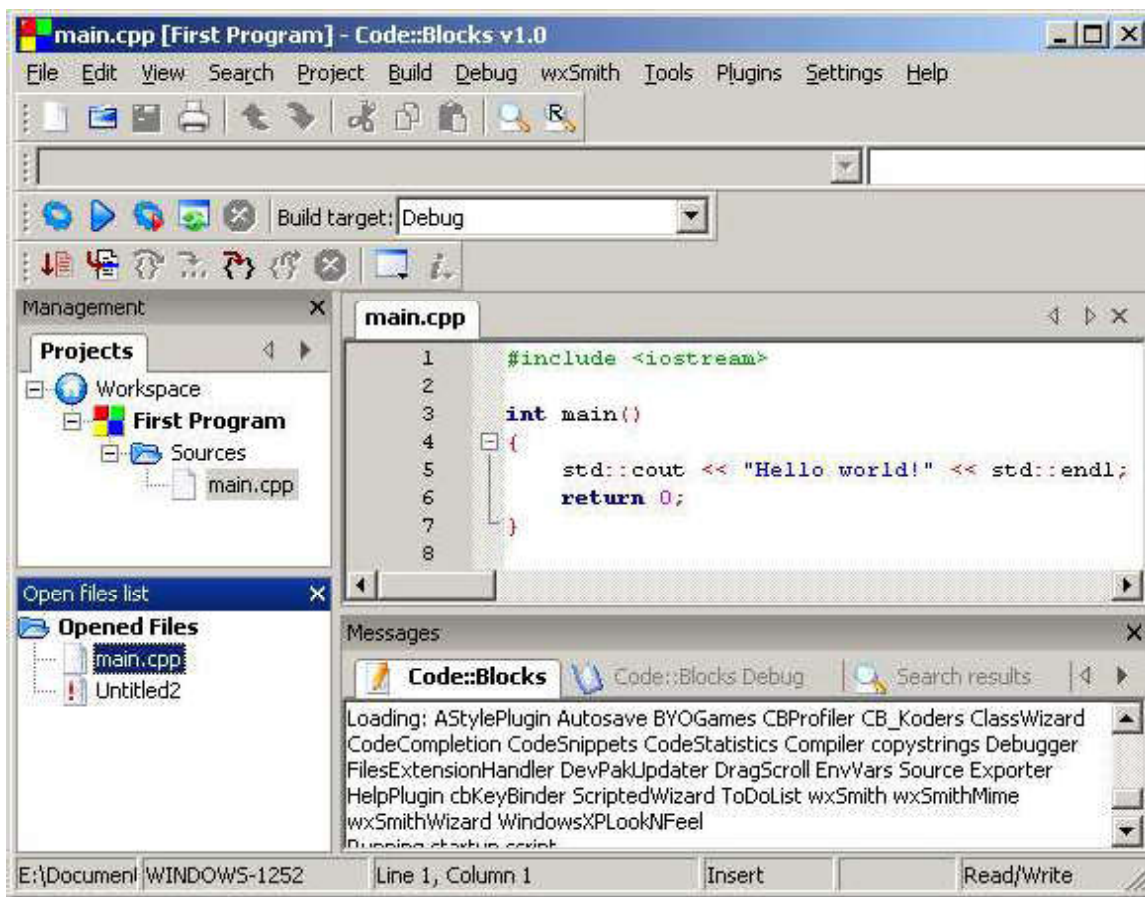 main.cpp [First Program] - Code::Blocks v1.0
File Edit View Search Project Build Debug wxSmith Tools Plugins Settings Help
Build target: Debug
Management
Projects
Workspace
First Program
Sources
main.cpp
Open files list
Opened Files
main.cpp
Untitled2
main.cpp
1 #include <iostream>
2
3 int main()
4 {
5 std::cout << "Hello world!" << std::endl;
6 return 0;
7 }
8
Messages
Code::Blocks Code::Blocks Debug Search results
Loading: AStylePlugin Autosave BYOGames CBProfiler CB_Koders ClassWizard
CodeCompletion CodeSnippets CodeStatistics Compiler copystrings Debugger
FilesExtensionHandler DevPakUpdater DragScroll EnvVars Source Exporter
HelpPlugin cbKeyBinder ScriptedWizard ToDoList wxSmith wxSmithMime
wxSmithWizard WindowsXPLookNFeel
Running startup script
E:\Document WINDOWS-1252 Line 1, Column 1 Insert Read/Write